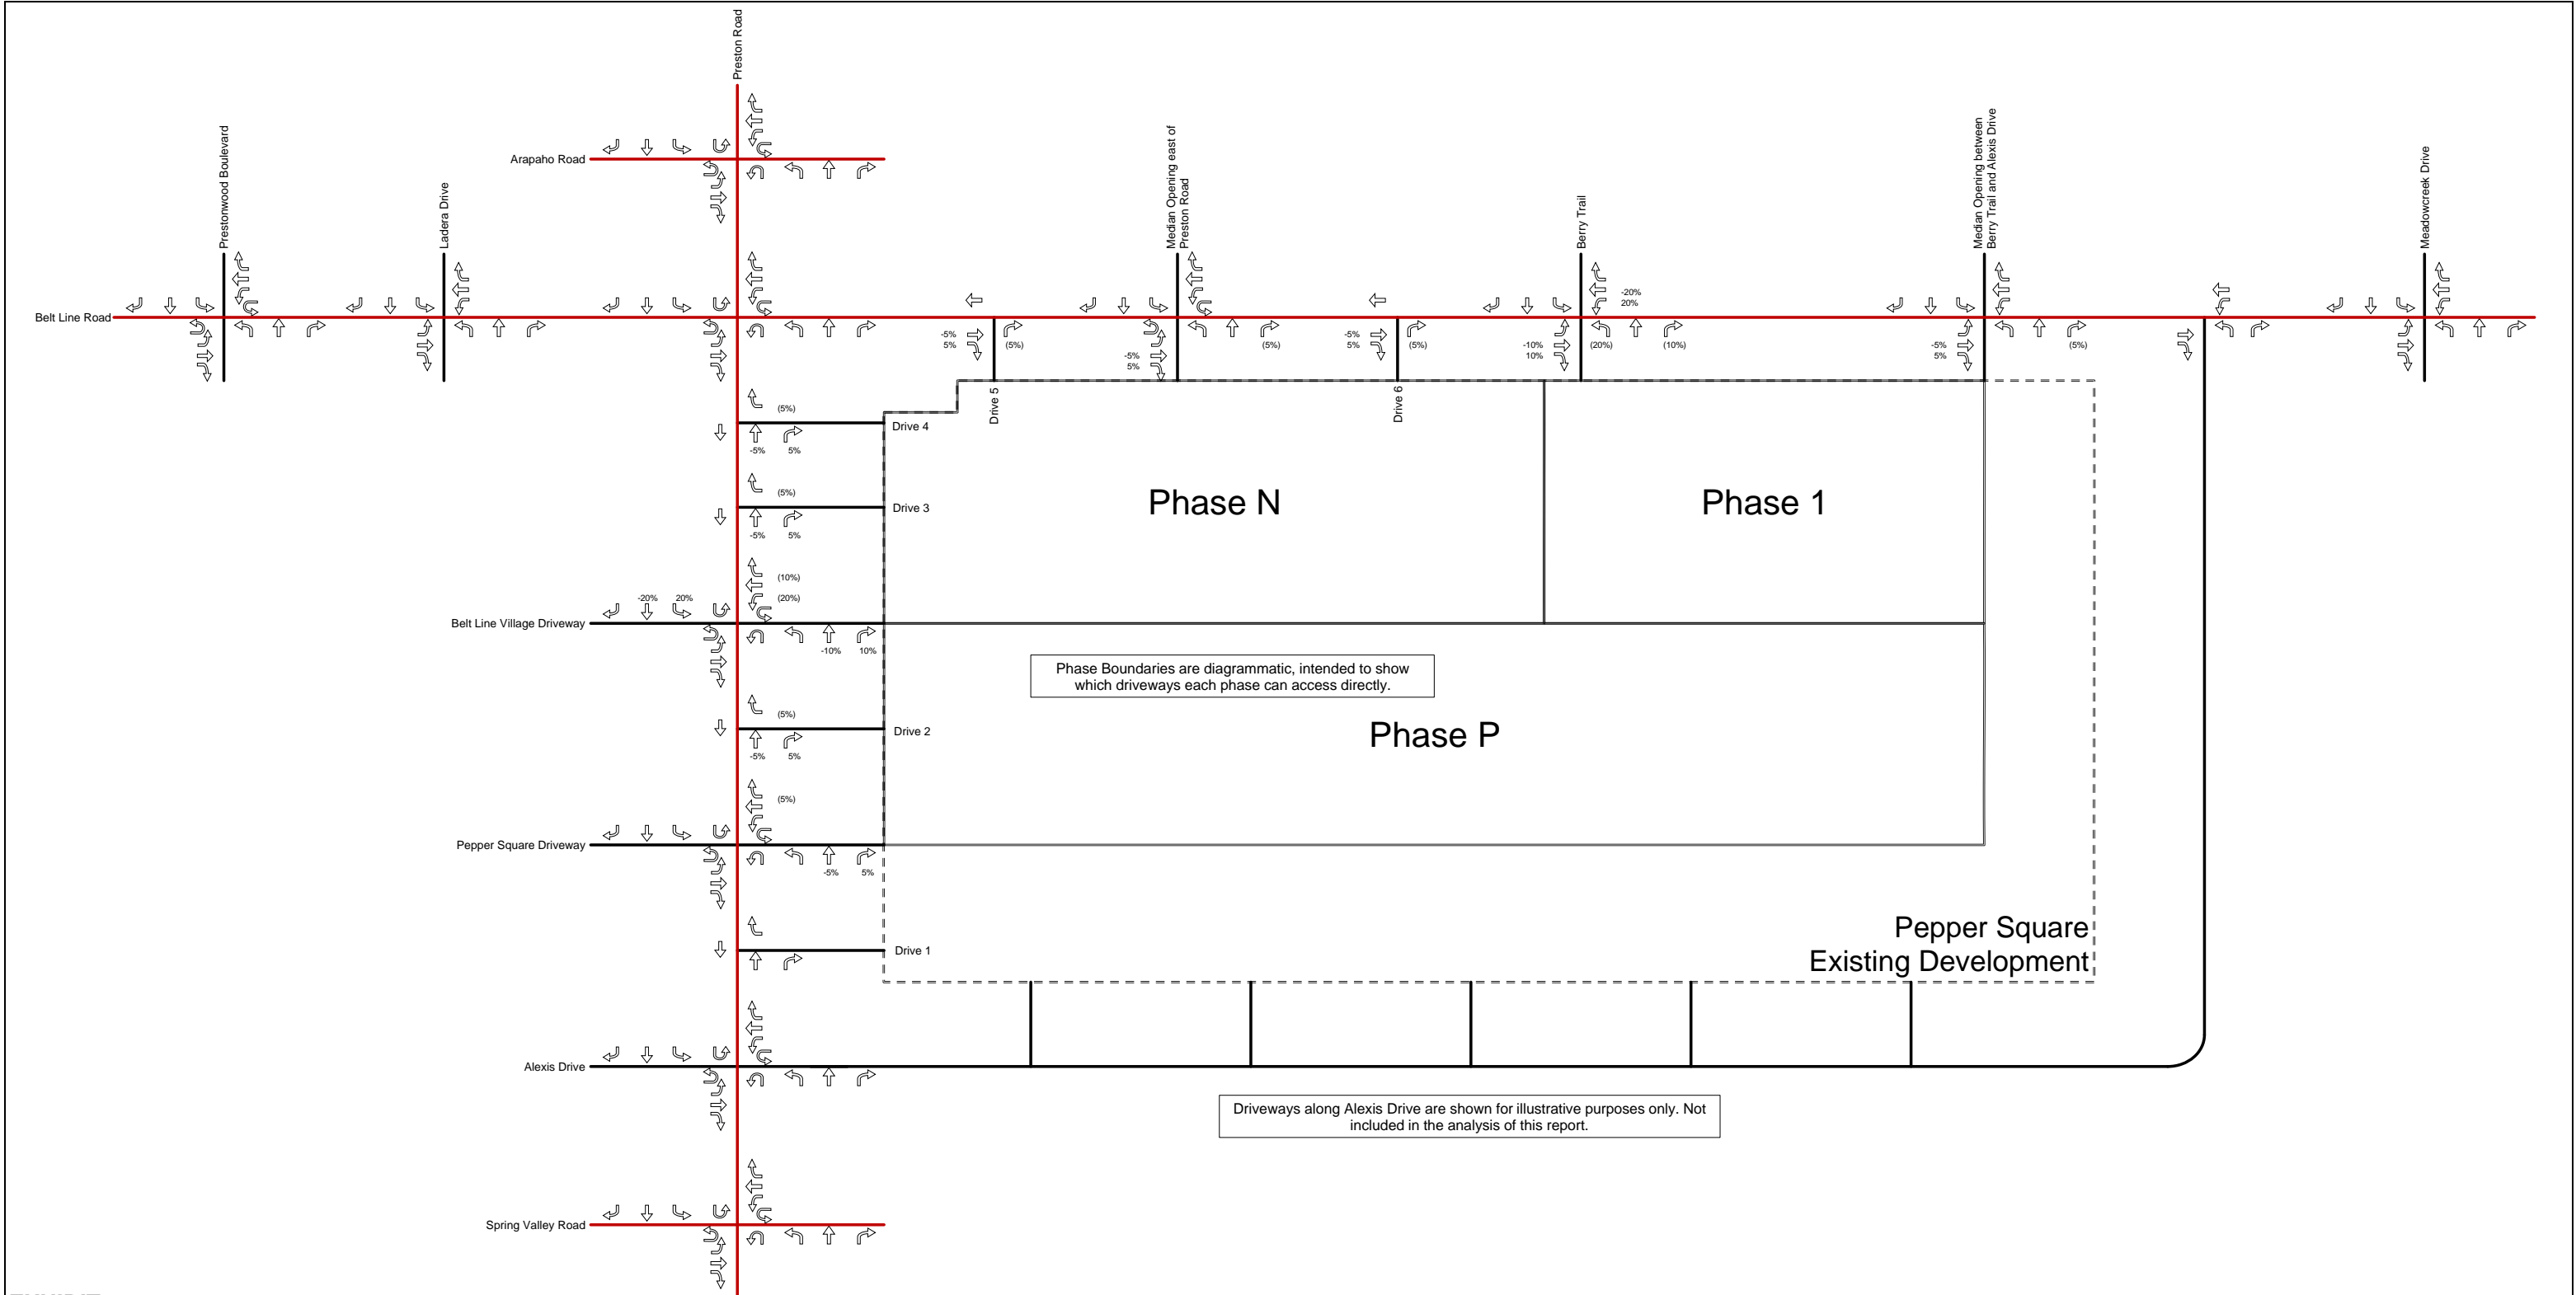 Preston Road
Arapaho Road
Prestonwood Boulevard
Ladera Drive
Median Opening east of
Preston Road
Berry Trail
Median Opening between
Berry Trail and Alexis Drive
Meadowcreek Drive
Belt Line Road
-20%
20%
-5%
5%
(5%)
-5%
5%
(5%)
-5%
5%
(5%)
-10%
10%
(20%)
(10%)
-5%
5%
(5%)
Drive 5
Drive 6
(5%)
Drive 4
-5%
5%
(5%)
Drive 3
-5%
5%
Phase N
Phase 1
(10%)
-20%
20%
(20%)
Belt Line Village Driveway
-10%
10%
Phase Boundaries are diagrammatic, intended to show
which driveways each phase can access directly.
(5%)
Drive 2
-5%
5%
Phase P
(5%)
Pepper Square Driveway
-5%
5%
Pepper Square
Existing Development
Drive 1
Alexis Drive
Driveways along Alexis Drive are shown for illustrative purposes only. Not
included in the analysis of this report.
Spring Valley Road